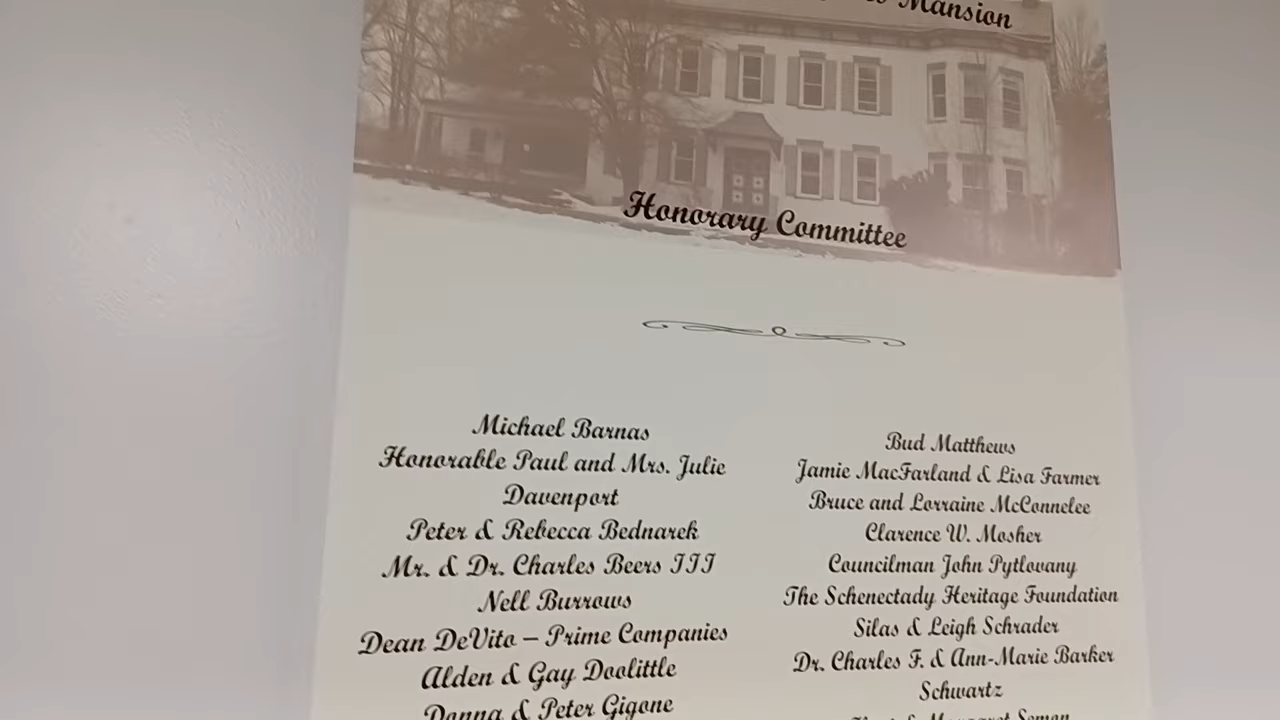 Mansion
Honorary Committee
Michael Barnas
Honorable Paul and Mrs. Julie
Davenport
Peter & Rebecca Bednarek
Mr. & Dr. Charles Beers III
Nell Burrows
Dean DeVito – Prime Companies
Alden & Gay Doolittle
Donna & Peter Gigone
Bud Matthews
Jamie MacFarland & Lisa Farmer
Bruce and Lorraine McConnelee
Clarence W. Mosher
Councilman John Pytlovany
The Schenectady Heritage Foundation
Silas & Leigh Schrader
Dr. Charles F. & Ann-Marie Barker
Schwartz
& Margaret Semon